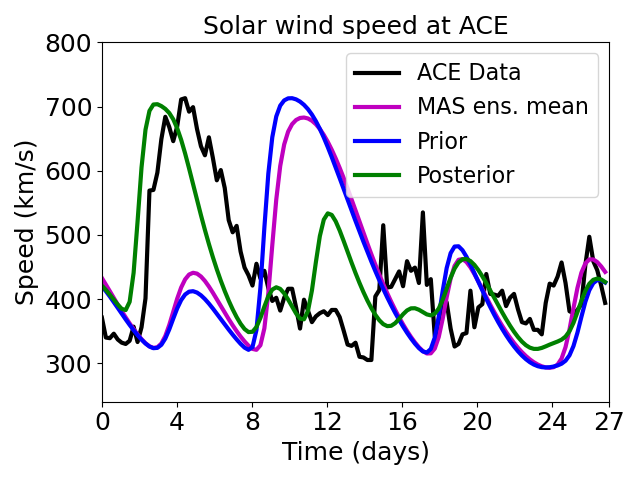 Solar wind speed at ACE
Speed (km/s)
800
700
600
500
400
300
ACE Data
MAS ens. mean
Prior
Posterior
0 4 8 12 16 20 24 27
Time (days)